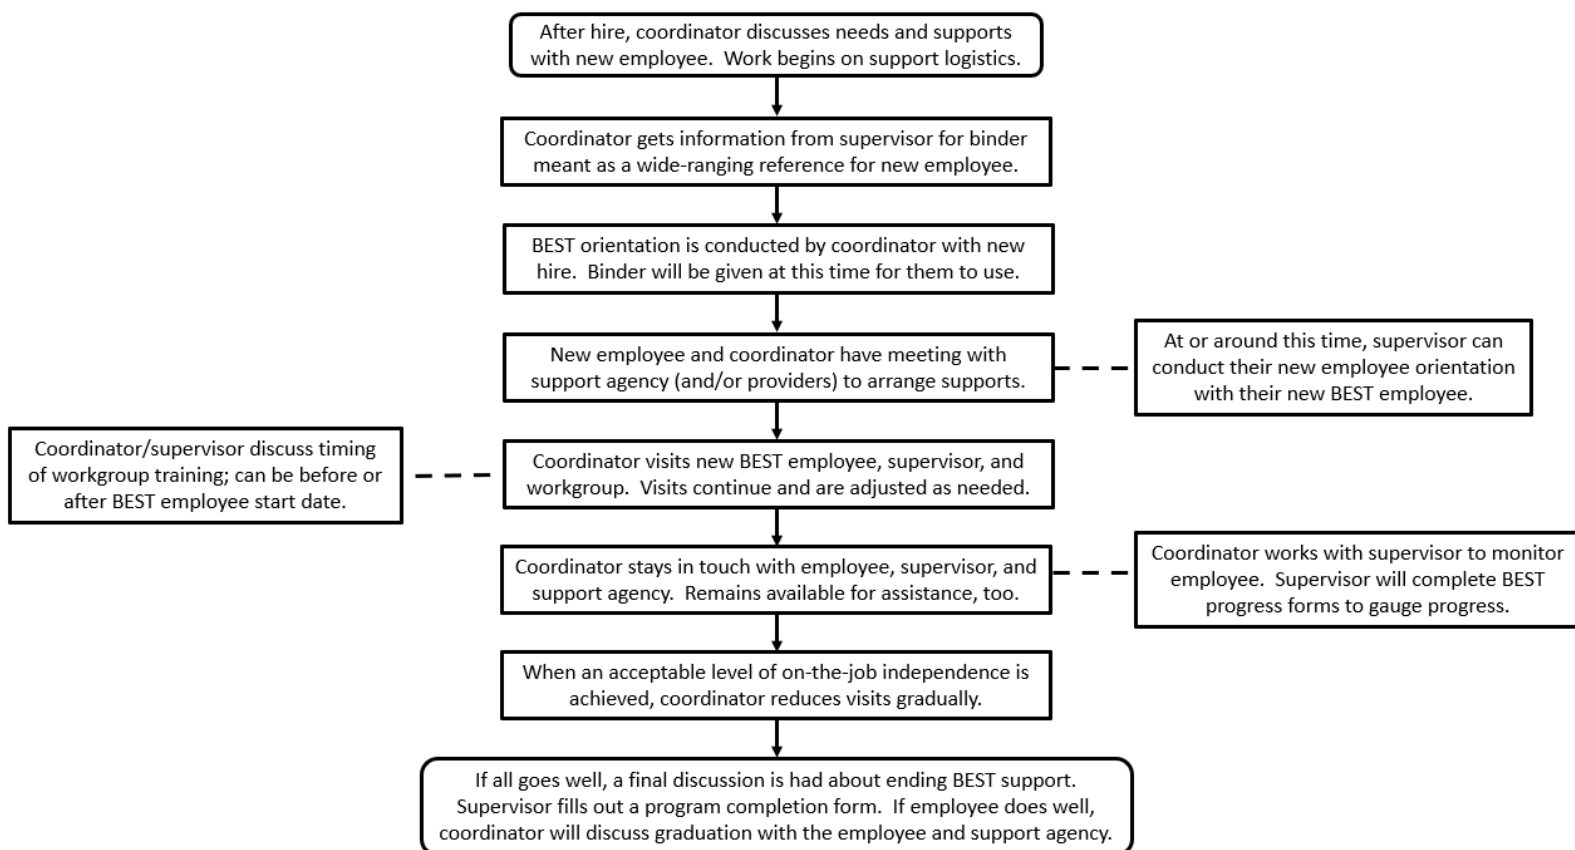 After hire, coordinator discusses needs and supports
with new employee.  Work begins on support logistics.
Coordinator gets information from supervisor for binder
meant as a wide-ranging reference for new employee.
BEST orientation is conducted by coordinator with new
hire.  Binder will be given at this time for them to use.
New employee and coordinator have meeting with
support agency (and/or providers) to arrange supports.
At or around this time, supervisor can
conduct their new employee orientation
with their new BEST employee.
Coordinator/supervisor discuss timing
of workgroup training; can be before or
after BEST employee start date.
Coordinator visits new BEST employee, supervisor, and
workgroup.  Visits continue and are adjusted as needed.
Coordinator stays in touch with employee, supervisor, and
support agency.  Remains available for assistance, too.
Coordinator works with supervisor to monitor
employee.  Supervisor will complete BEST
progress forms to gauge progress.
When an acceptable level of on-the-job independence is
achieved, coordinator reduces visits gradually.
If all goes well, a final discussion is had about ending BEST support.
Supervisor fills out a program completion form.  If employee does well,
coordinator will discuss graduation with the employee and support agency.